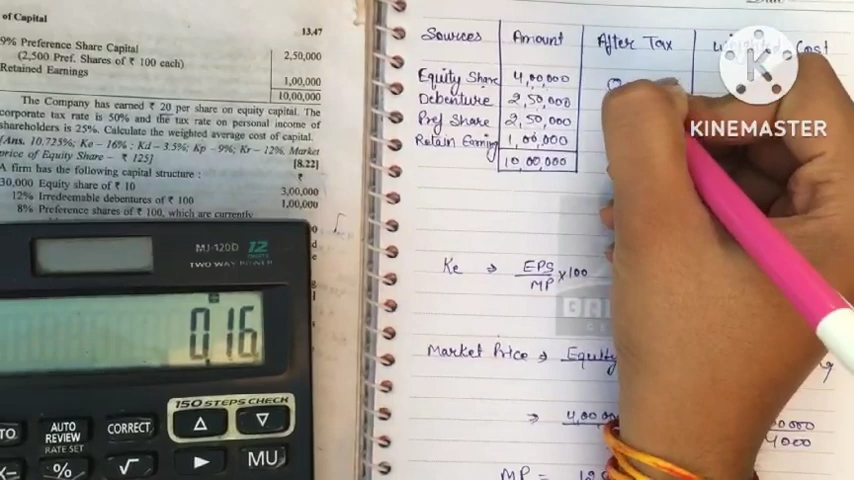 of Capital
13.47
9% Preference Share Capital
(2,500 Pref. Shares of ₹ 100 each)
2,50,000
Retained Earnings
1,00,000
10,00,000
The Company has earned ₹ 20 per share on equity capital. The
corporate tax rate is 50% and the tax rate on personal income of
shareholders is 25%. Calculate the weighted average cost of capital.
[Ans. 10.725%; Ke – 16% ; Kd – 3.5%; Kp – 9%; Kr – 12%, Market
price of Equity Share – ₹ 125]
[8.22]
A firm has the following capital structure :
₹
30,000 Equity share of ₹ 10
3,00,000
12% Irredeemable debentures of ₹ 100
1,00,000
8% Preference shares of ₹ 100, which are currently
MJ-120D 12
TWO WAY POWER
0.16
150 STEPS CHECK
AUTO REVIEW
CORRECT
RATE SET
%
√
MU
Sources Amount After Tax Cost
Equity Share 4,00,000
Debenture 2,50,000
Pref Share 2,50,000
Retain Earning 1,00,000
10,00,000
Ke → EPS/MP × 100
Market Price → Equity
⇒ 4,00,000
4000
MP =
K
KINEMASTER